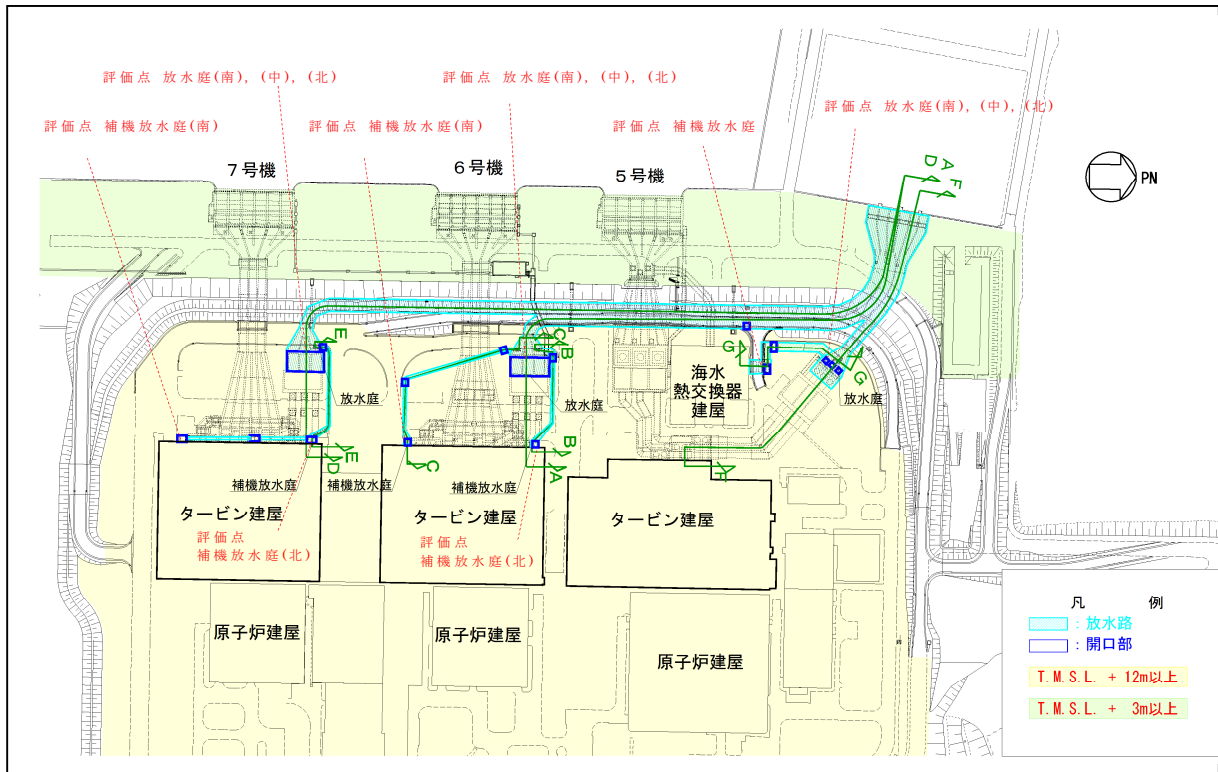 評価点 放水庭(南), (中), (北)
評価点 放水庭(南), (中), (北)
評価点 放水庭(南), (中), (北)
評価点 補機放水庭(南)
評価点 補機放水庭(南)
評価点 補機放水庭
7号機
6号機
5号機
PN
A
D
F
E
C
B
G
G
海水
熱交換器
建屋
放水庭
放水庭
放水庭
E
D
C
B
A
F
補機放水庭
補機放水庭
補機放水庭
タービン建屋
タービン建屋
タービン建屋
評価点
補機放水庭(北)
評価点
補機放水庭(北)
原子炉建屋
原子炉建屋
原子炉建屋
凡 例
: 放水路
: 開口部
T.M.S.L. + 12m以上
T.M.S.L. + 3m以上